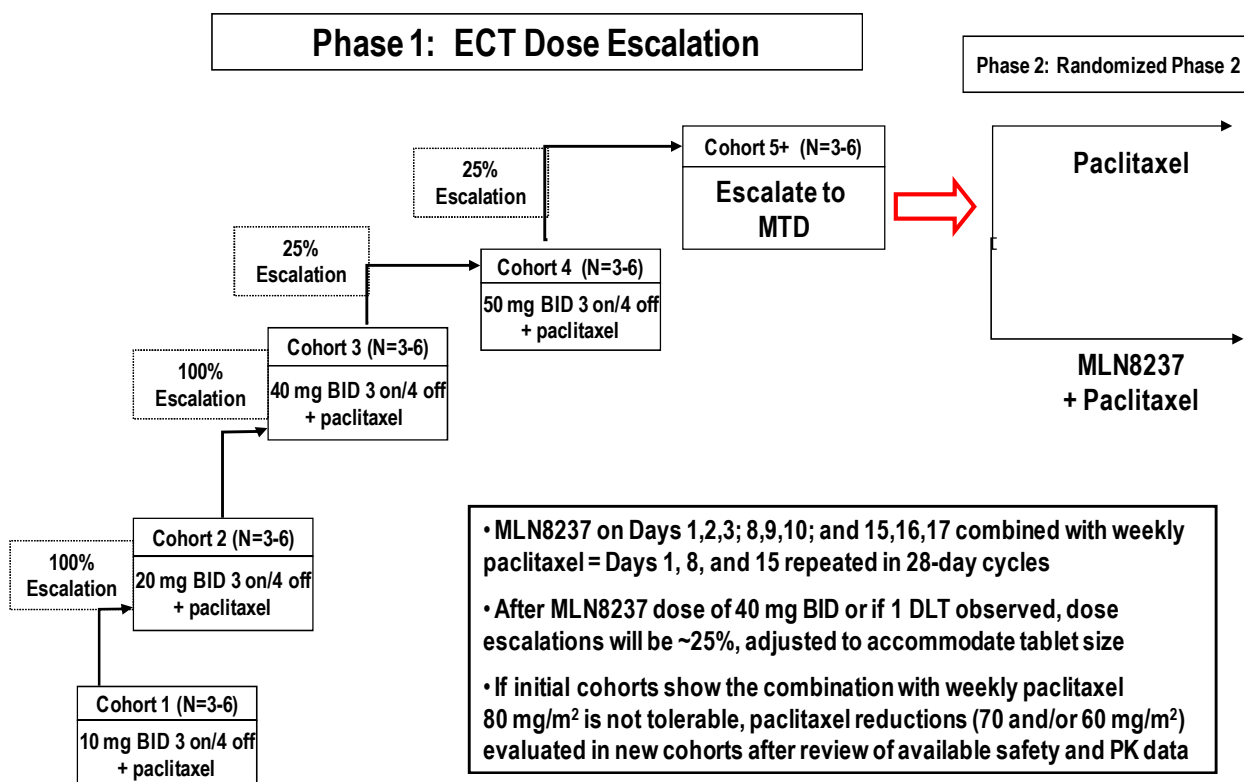 Phase 1: ECT Dose Escalation
Phase 2: Randomized Phase 2
Paclitaxel
MLN8237
+ Paclitaxel
Cohort 5+ (N=3-6)
Escalate to
MTD
25%
Escalation
Cohort 4 (N=3-6)
50 mg BID 3 on/4 off
+ paclitaxel
25%
Escalation
Cohort 3 (N=3-6)
40 mg BID 3 on/4 off
+ paclitaxel
100%
Escalation
Cohort 2 (N=3-6)
20 mg BID 3 on/4 off
+ paclitaxel
100%
Escalation
Cohort 1 (N=3-6)
10 mg BID 3 on/4 off
+ paclitaxel
• MLN8237 on Days 1,2,3; 8,9,10; and 15,16,17 combined with weekly
paclitaxel = Days 1, 8, and 15 repeated in 28-day cycles
• After MLN8237 dose of 40 mg BID or if 1 DLT observed, dose
escalations will be ~25%, adjusted to accommodate tablet size
• If initial cohorts show the combination with weekly paclitaxel
80 mg/m² is not tolerable, paclitaxel reductions (70 and/or 60 mg/m²)
evaluated in new cohorts after review of available safety and PK data